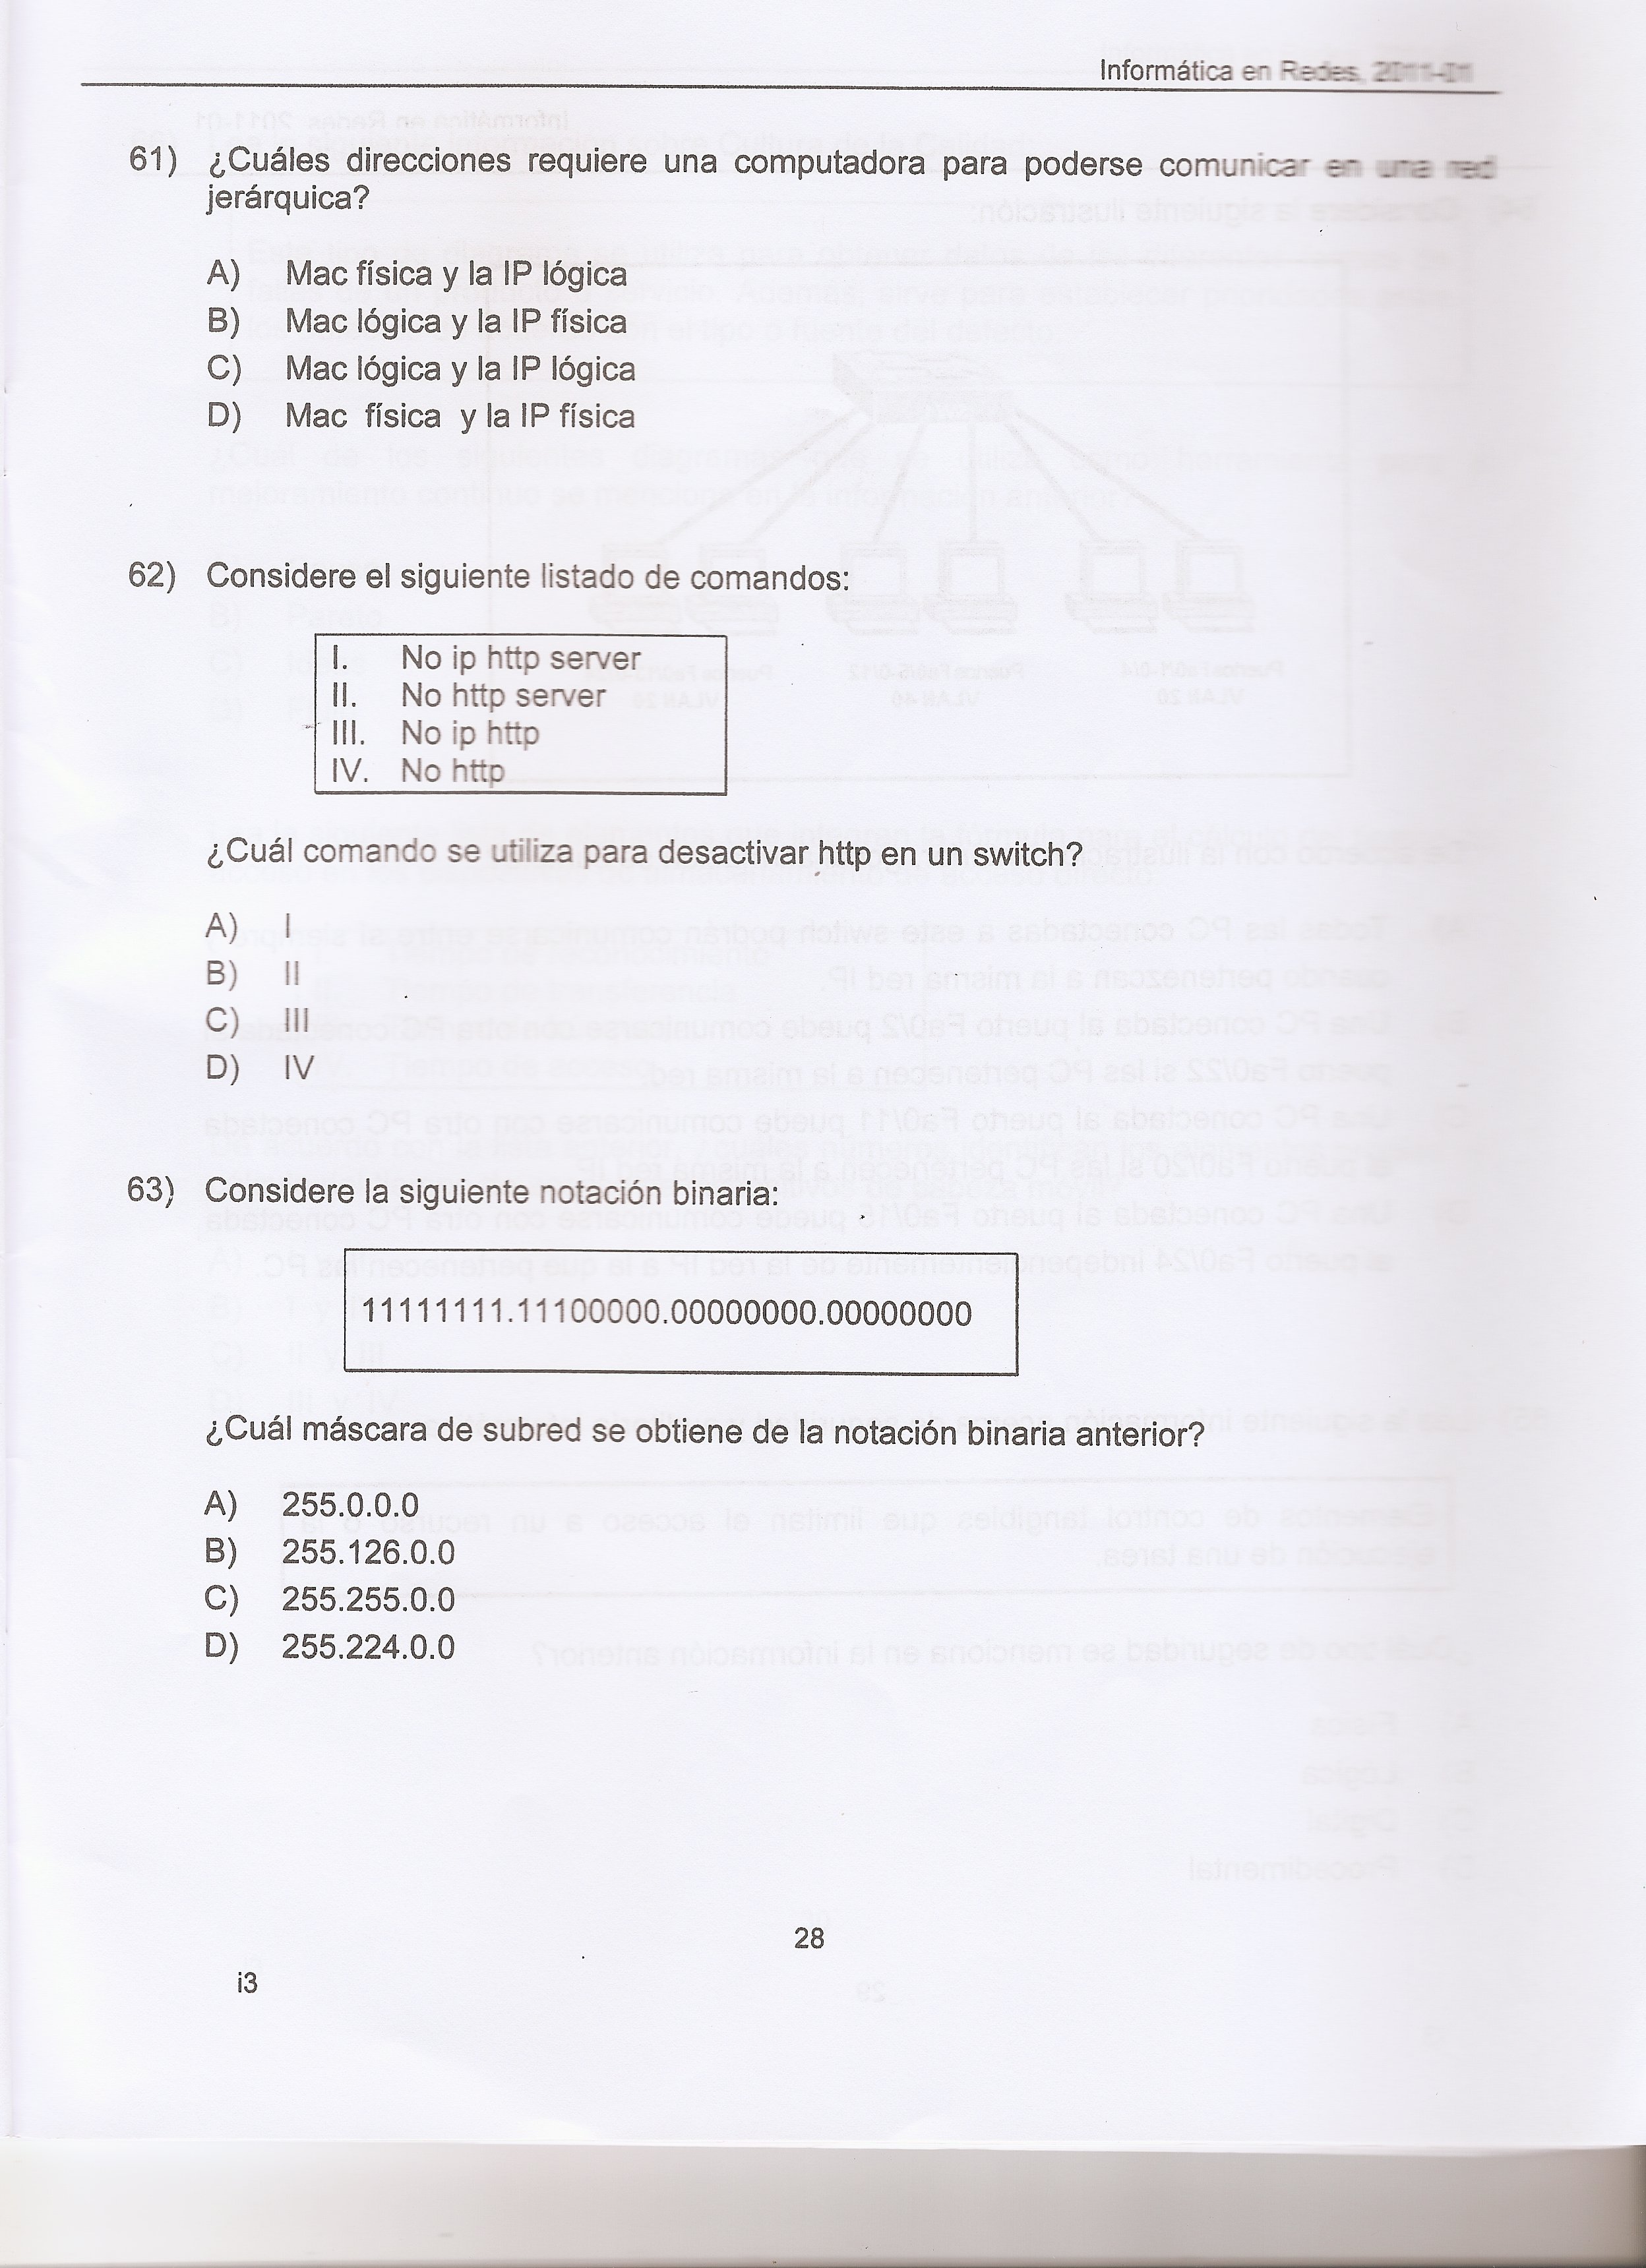 Informática en Redes, 2011-01
61) ¿Cuáles direcciones requiere una computadora para poderse comunicar en una red
jerárquica?
A) Mac física y la IP lógica
B) Mac lógica y la IP física
C) Mac lógica y la IP lógica
D) Mac física y la IP física
62) Considere el siguiente listado de comandos:
I. No ip http server
II. No http server
III. No ip http
IV. No http
¿Cuál comando se utiliza para desactivar http en un switch?
A) I
B) II
C) III
D) IV
63) Considere la siguiente notación binaria:
11111111.11100000.00000000.00000000
¿Cuál máscara de subred se obtiene de la notación binaria anterior?
A) 255.0.0.0
B) 255.126.0.0
C) 255.255.0.0
D) 255.224.0.0
28
i3